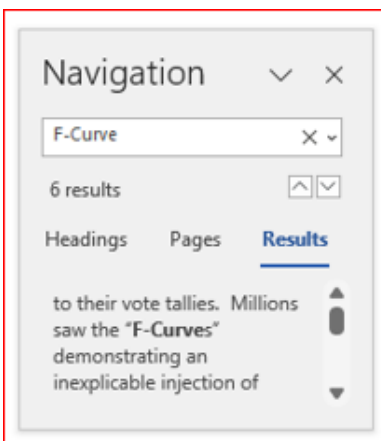 Navigation
F-Curve
6 results
Headings Pages Results
to their vote tallies.  Millions
saw the "F-Curves"
demonstrating an
inexplicable injection of